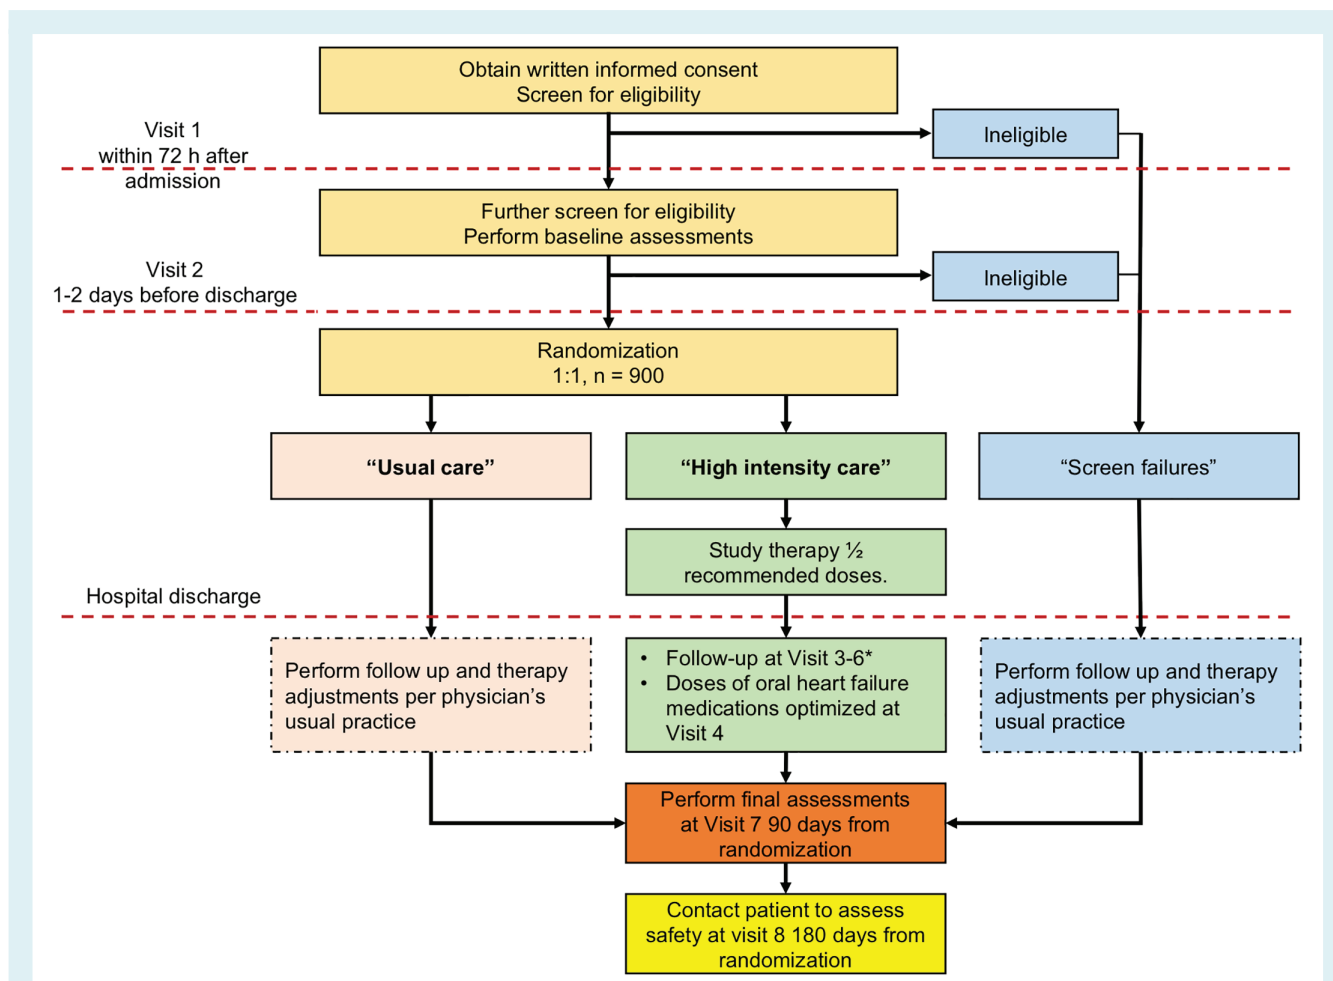 Obtain written informed consent
Screen for eligibility
Visit 1
within 72 h after
admission
Ineligible
Further screen for eligibility
Perform baseline assessments
Visit 2
1-2 days before discharge
Ineligible
Randomization
1:1, n = 900
“Usual care”
“High intensity care”
“Screen failures”
Study therapy ½
recommended doses.
Hospital discharge
Perform follow up and therapy
adjustments per physician’s
usual practice
• Follow-up at Visit 3-6*
• Doses of oral heart failure
medications optimized at
Visit 4
Perform follow up and therapy
adjustments per physician’s
usual practice
Perform final assessments
at Visit 7 90 days from
randomization
Contact patient to assess
safety at visit 8 180 days from
randomization